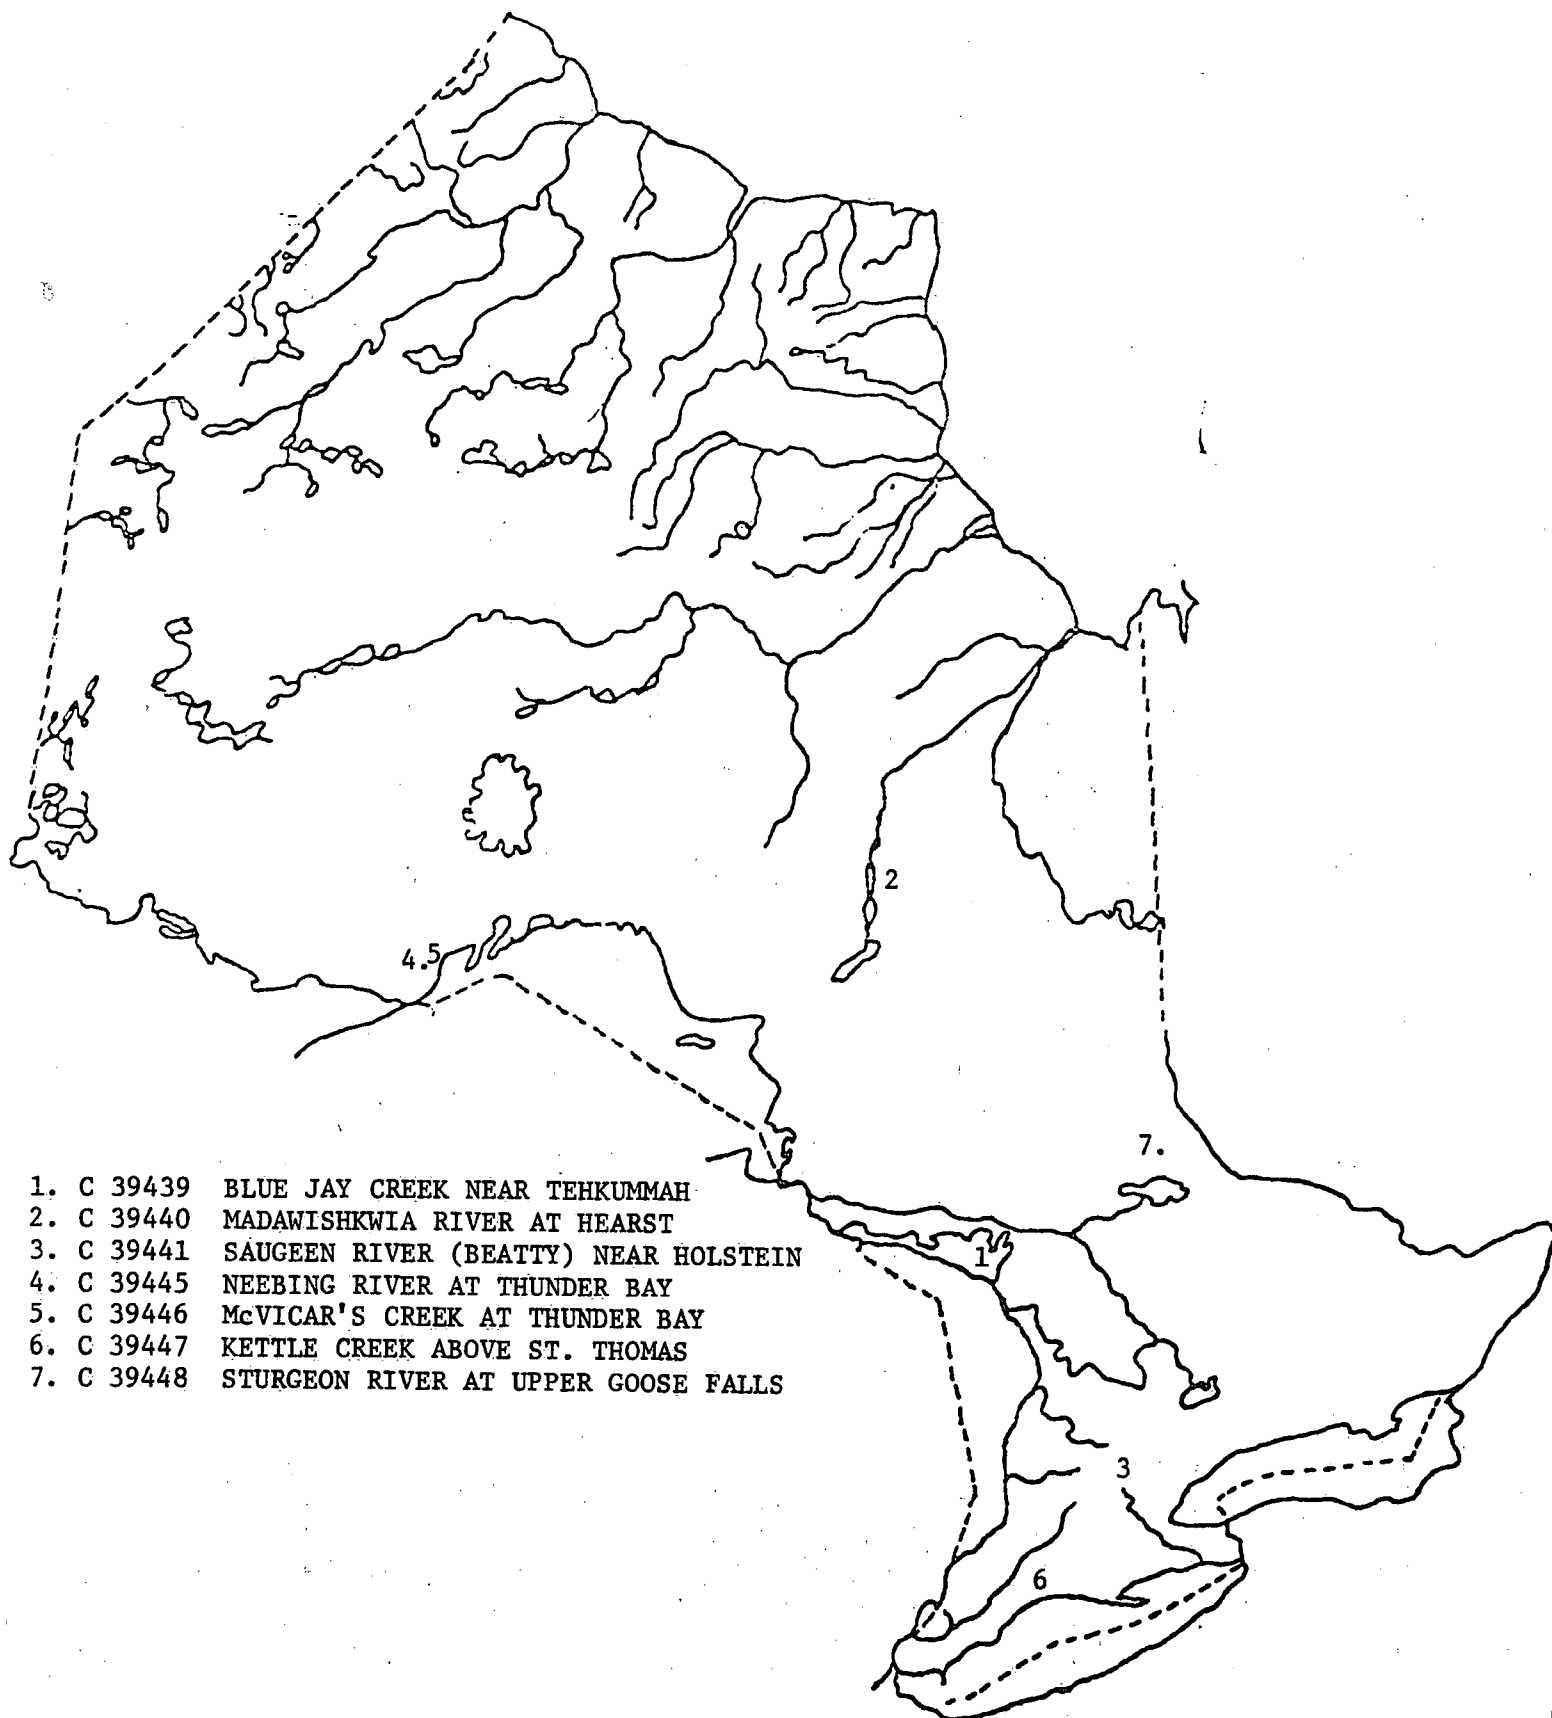 2
4.5
7.
1. C 39439 BLUE JAY CREEK NEAR TEHKUMMAH
2. C 39440 MADAWISHKWIA RIVER AT HEARST
3. C 39441 SAUGEEN RIVER (BEATTY) NEAR HOLSTEIN
4. C 39445 NEEBING RIVER AT THUNDER BAY
5. C 39446 McVICAR'S CREEK AT THUNDER BAY
6. C 39447 KETTLE CREEK ABOVE ST. THOMAS
7. C 39448 STURGEON RIVER AT UPPER GOOSE FALLS
1
3
6